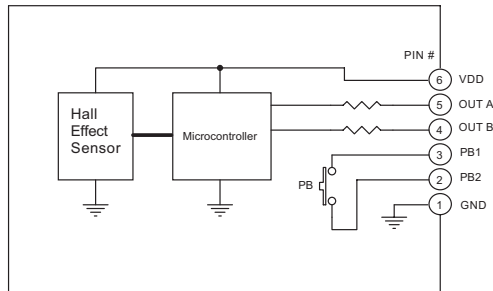 PIN #
6 VDD
5 OUT A
4 OUT B
3 PB1
2 PB2
1 GND
Hall
Effect
Sensor
Microcontroller
PB